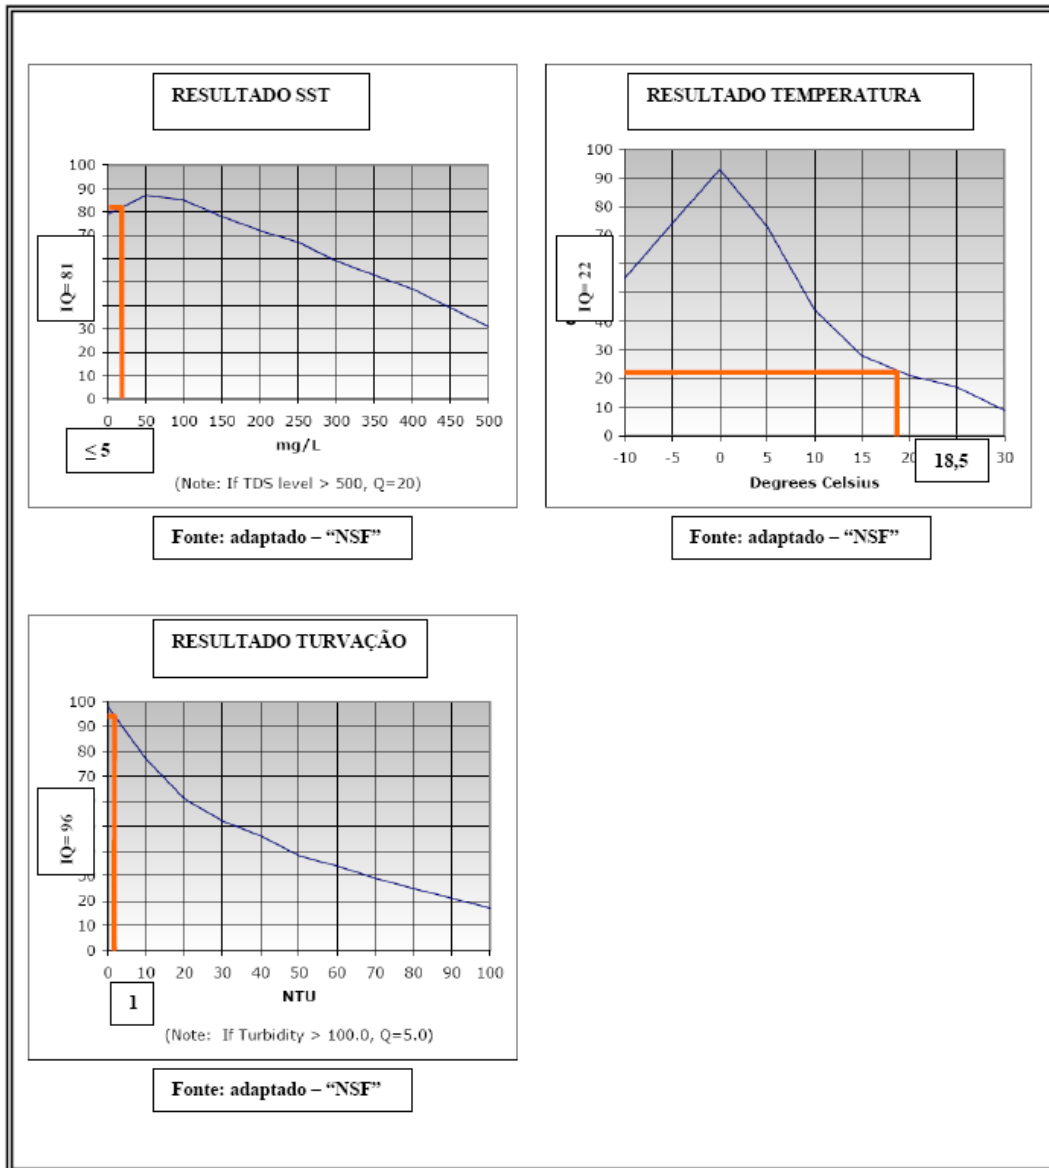 RESULTADO SST
100
90
80
70
30
20
10
0
IQ= 81
0 50 100 150 200 250 300 350 400 450 500
≤ 5
mg/L
(Note: If TDS level > 500, Q=20)
Fonte: adaptado – “NSF”
RESULTADO TEMPERATURA
100
90
80
40
30
20
10
0
IQ= 22
-10 -5 0 5 10 15 30
18,5
Degrees Celsius
Fonte: adaptado – “NSF”
RESULTADO TURVAÇÃO
100
90
80
70
30
20
10
0
IQ= 96
0 10 20 30 40 50 60 70 80 90 100
1
NTU
(Note: If Turbidity > 100.0, Q=5.0)
Fonte: adaptado – “NSF”